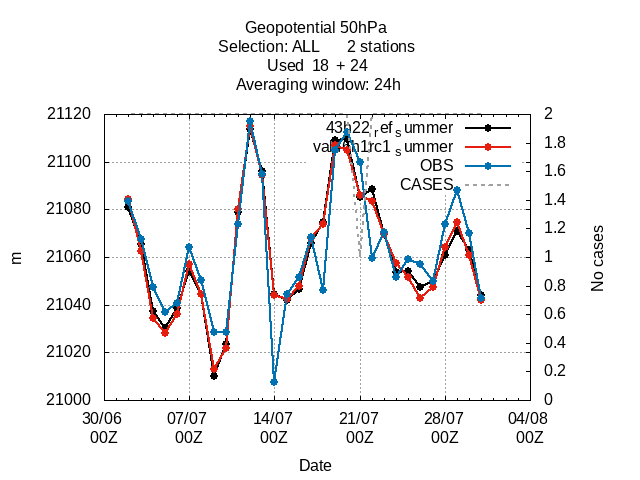 Geopotential 50hPa
Selection: ALL 2 stations
Used 18 + 24
Averaging window: 24h
43h22ref summer
OBS
CASES
21120
21100
21080
21060
21040
21020
21000
m
2
1.8
1.6
1.4
1.2
1
0.8
0.6
0.4
0.2
0
No cases
30/06 07/07 14/07 21/07 28/07 04/08
00Z 00Z 00Z 00Z 00Z 00Z
Date